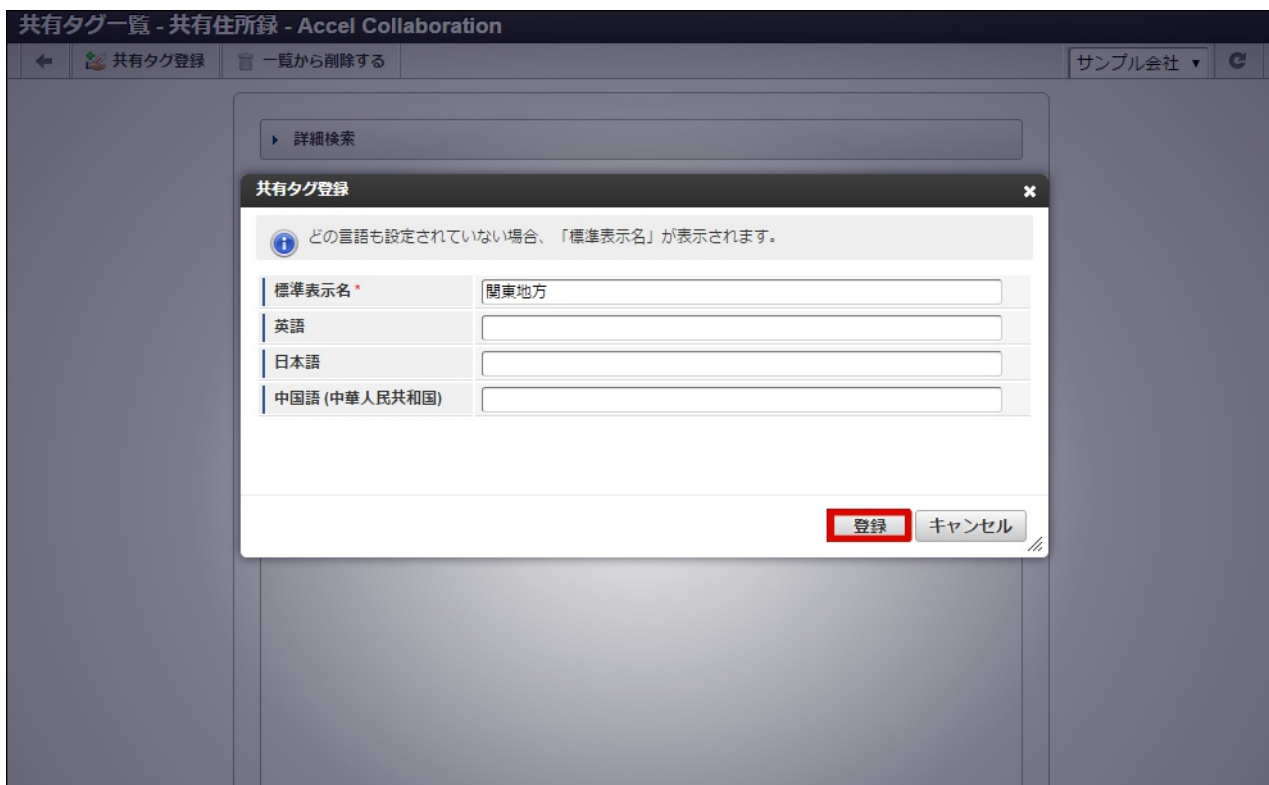 共有タグ一覧 - 共有住所録 - Accel Collaboration
共有タグ登録 一覧から削除する サンプル会社
詳細検索
共有タグ登録
どの言語も設定されていない場合、「標準表示名」が表示されます。
標準表示名* 関東地方
英語
日本語
中国語 (中華人民共和国)
登録 キャンセル